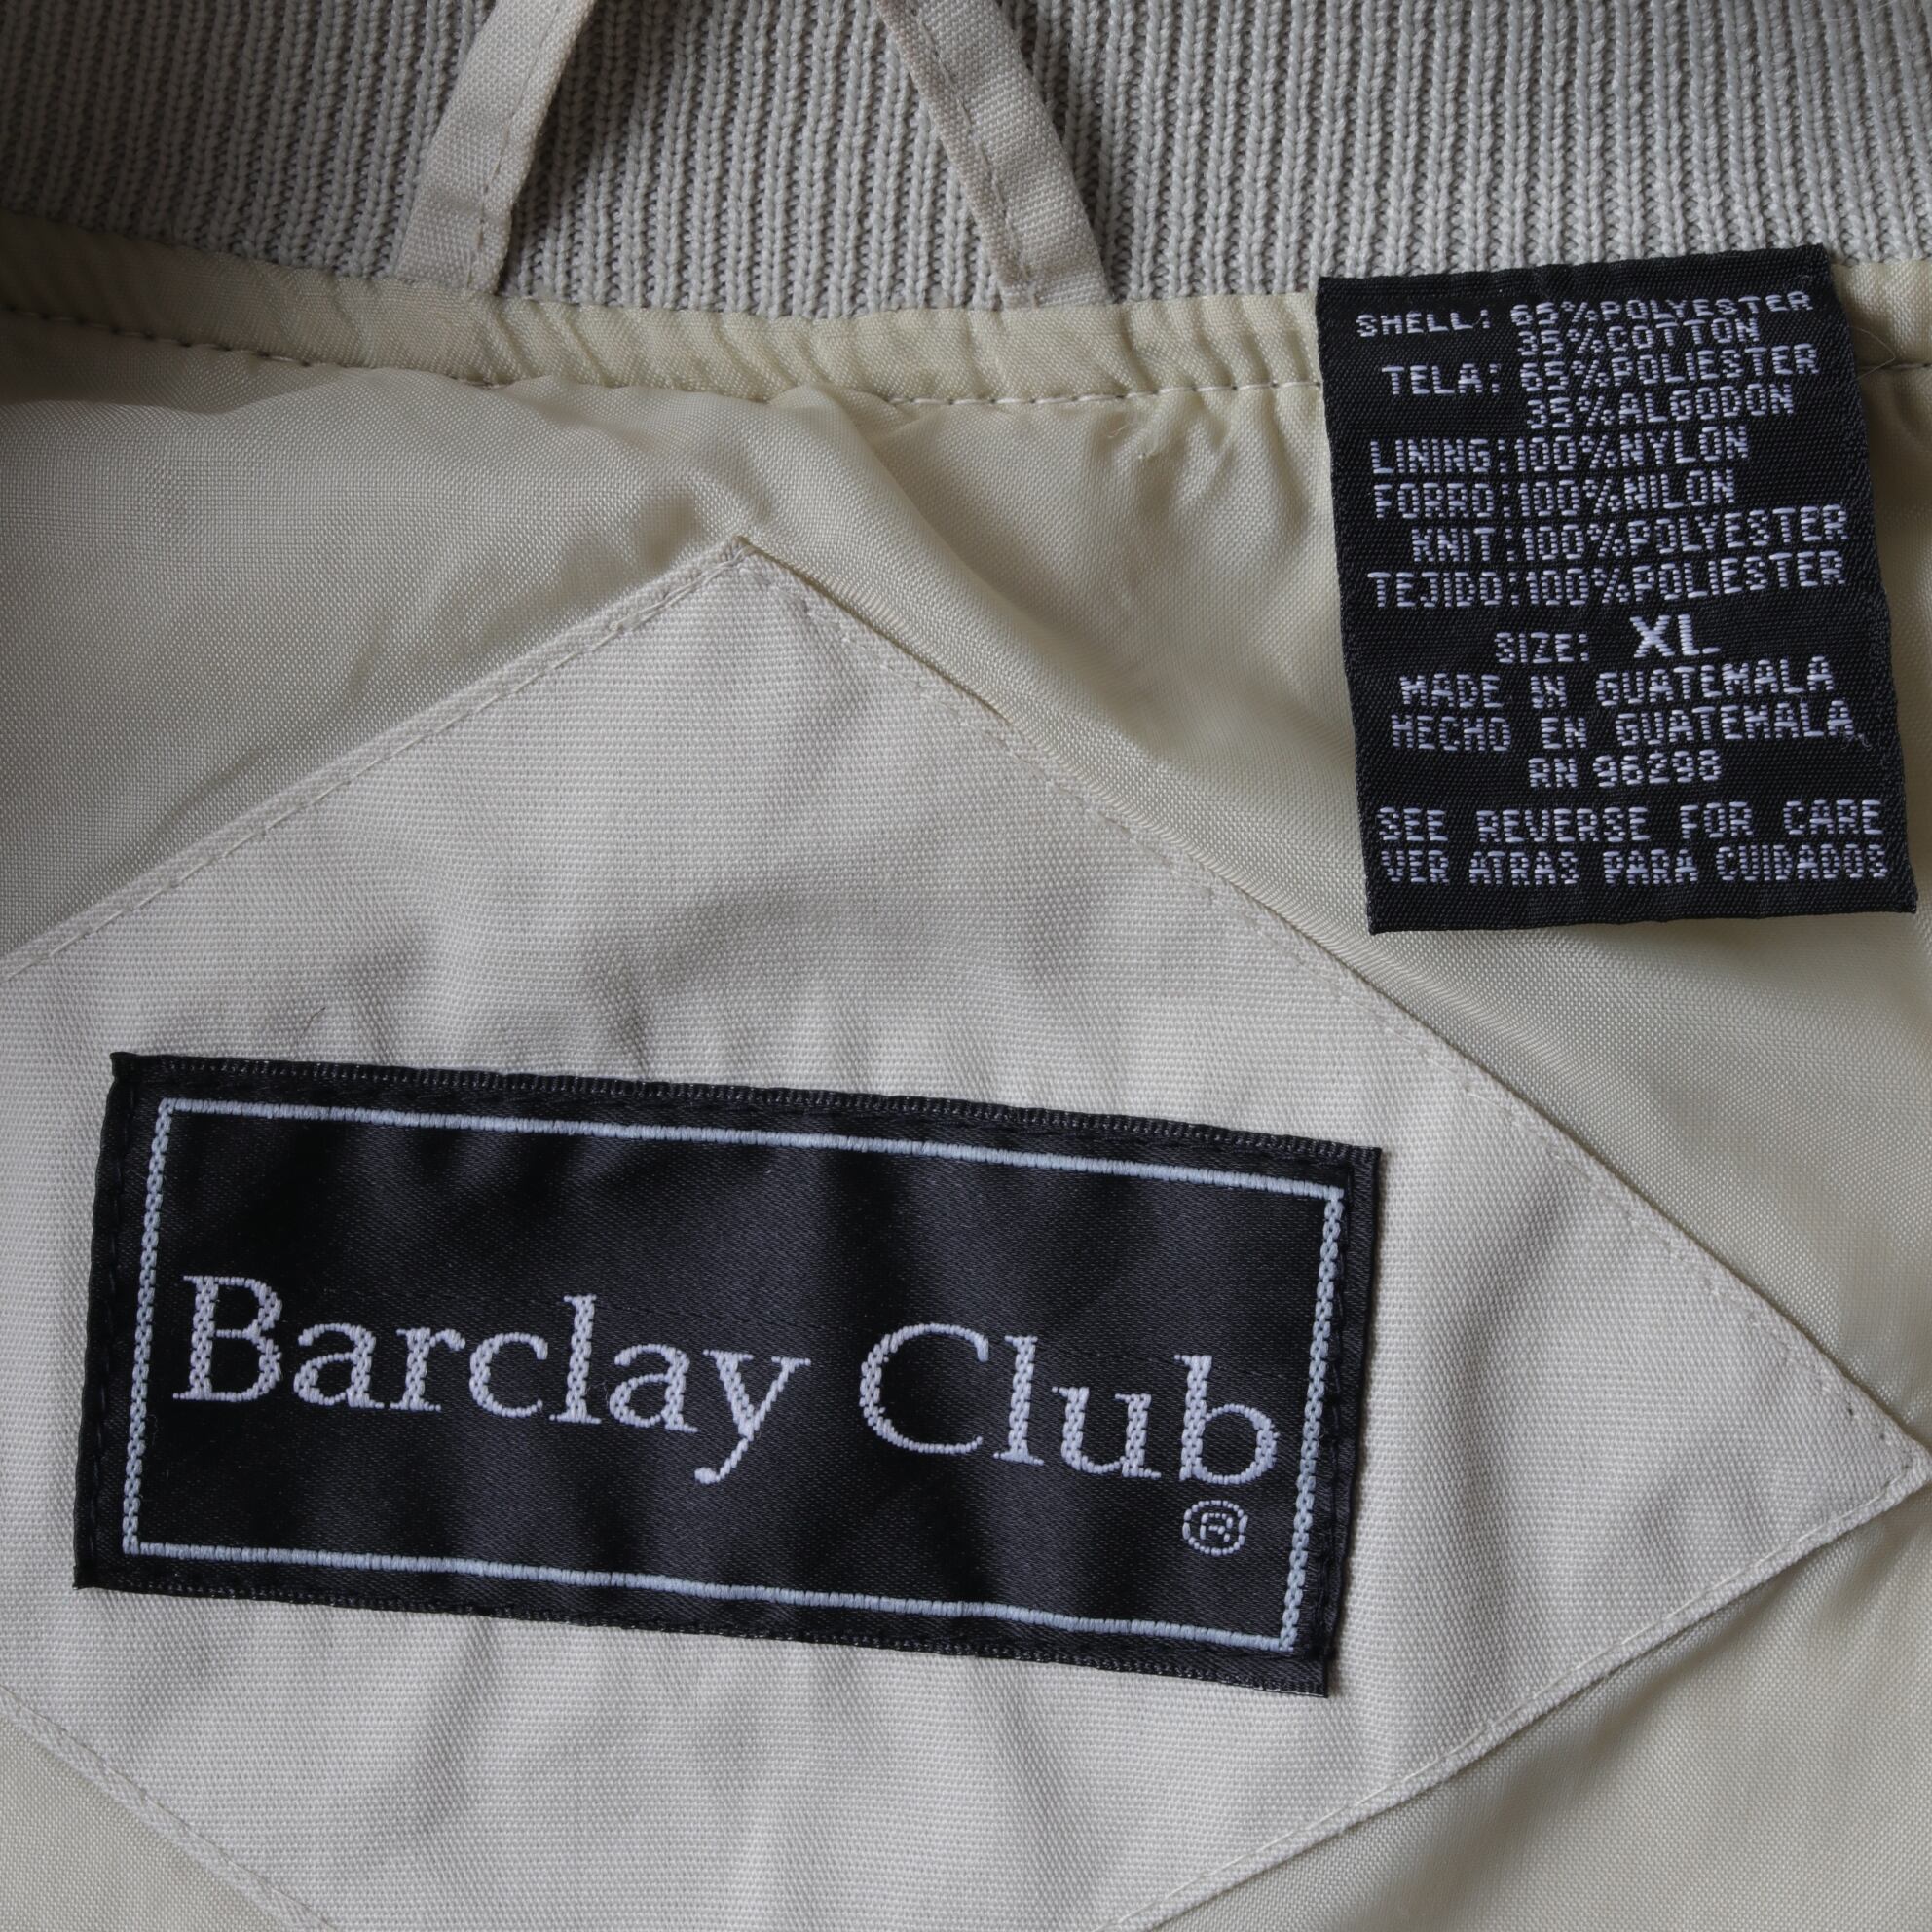 SHELL: 65%POLYESTER
35%COTTON
TELA: 65%POLIESTER
35%ALGODON
LINING:100%NYLON
FORRO:100%NILON
KNIT:100%POLYESTER
TEJIDO:100%POLIESTER
SIZE: XL
MADE IN GUATEMALA
HECHO EN GUATEMALA
RN 96298
SEE REVERSE FOR CARE
VER ATRAS PARA CUIDADOS
Barclay Club
®